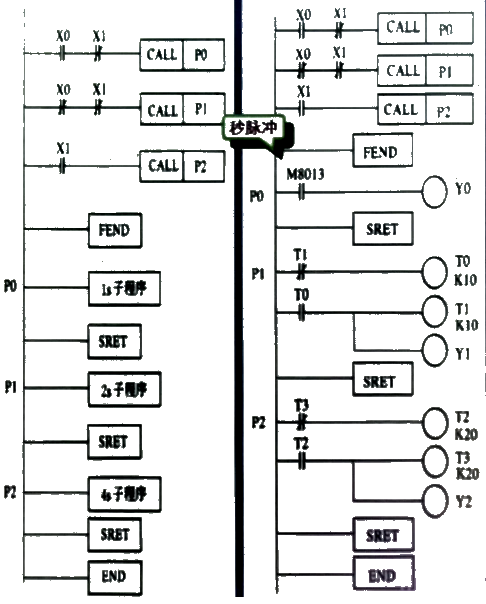 X0 X1
CALL P0
X0 X1
CALL P1
X1
CALL P2
FEND
P0 1s子程序
SRET
P1 2s子程序
SRET
P2 4s子程序
SRET
END
X0 X1
CALL P0
X0 X1
CALL P1
X1
CALL P2
秒脉冲
FEND
M8013
P0 Y0
SRET
P1 T1 T0
K10
T0 T1
K10
Y1
SRET
P2 T3 T2
K20
T2 T3
K20
Y2
SRET
END